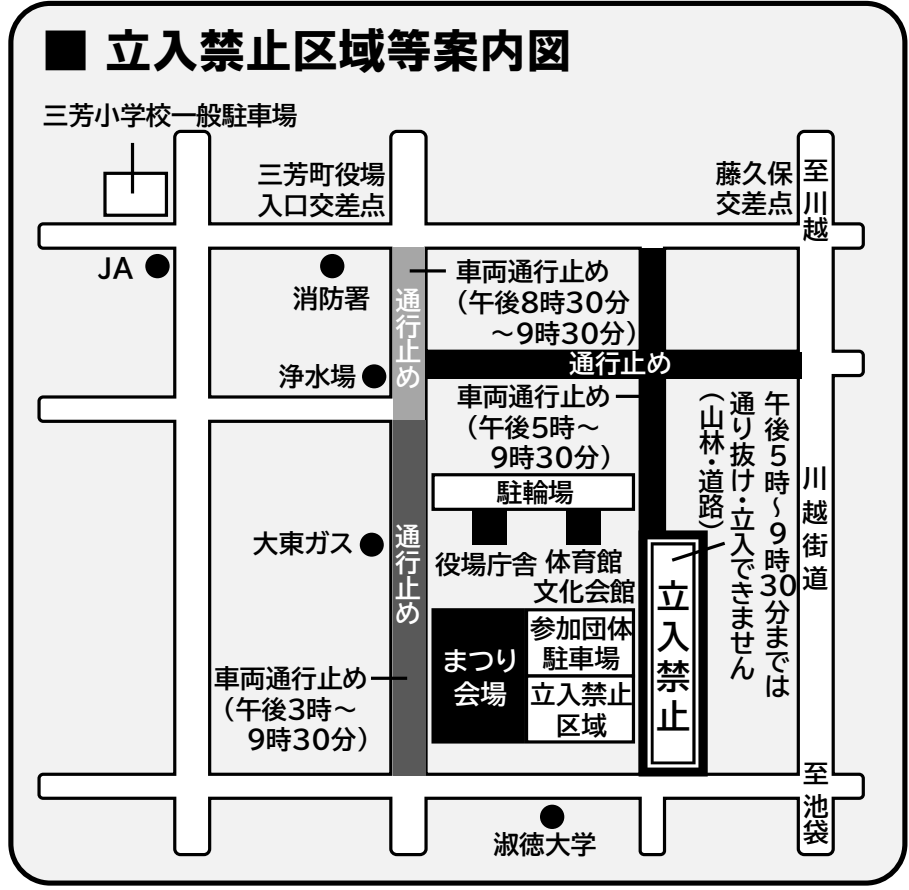 ■ 立入禁止区域等案内図
三芳小学校一般駐車場
三芳町役場
入口交差点
藤久保
交差点
至川越
JA
消防署
通行止め
車両通行止め
（午後8時30分
～9時30分）
通行止め
浄水場
車両通行止め
（午後5時～
9時30分）
午後5時～9時30分までは
通り抜け・立入できません
（山林・道路）
川越街道
駐輪場
大東ガス
通行止め
役場庁舎
体育館
文化会館
立入禁止
まつり
会場
参加団体
駐車場
立入禁止
区域
車両通行止め
（午後3時～
9時30分）
至池袋
淑徳大学